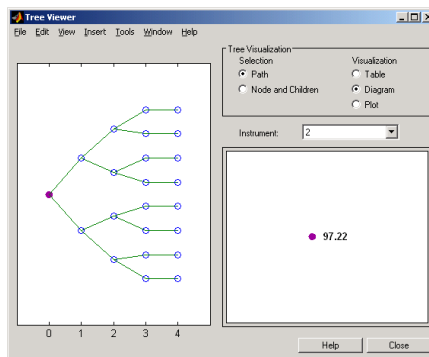 Tree Viewer
File Edit View Insert Tools Window Help
Tree Visualization
Selection
Visualization
Path
Table
Node and Children
Diagram
Plot
Instrument:
2
97.22
0 1 2 3 4
Help
Close